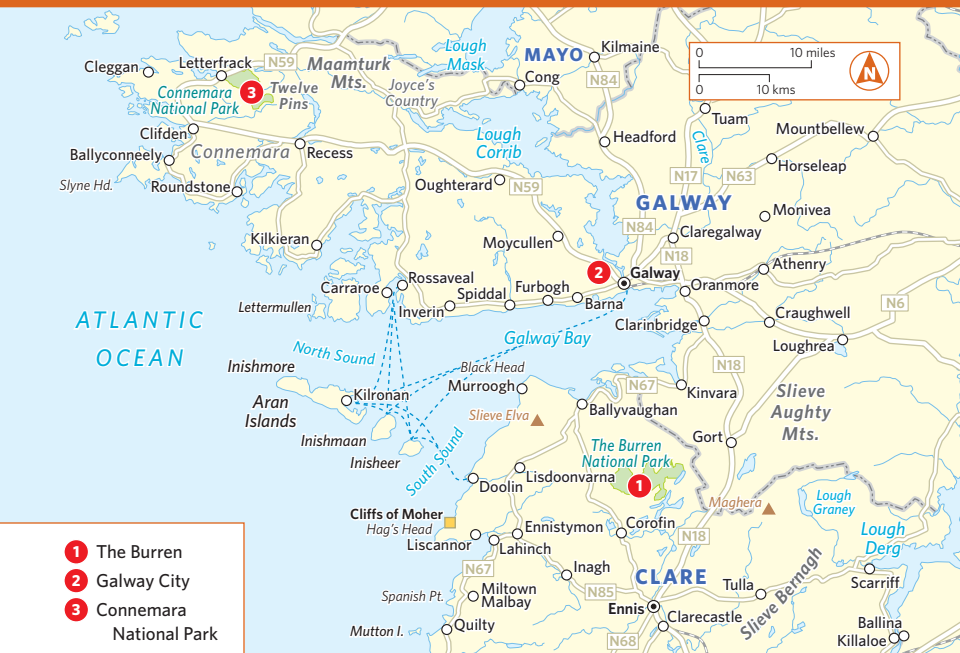 Kilmaine
MAYO
Lough
Mask
0
10 miles
0
10 kms
N
Cleggan
Letterfrack
N59
Maamturk
Mts.
Cong
N84
Joyce's
Country
3
Twelve
Pins
Connemara
National Park
Tuam
Clifden
Lough
Corrib
Headford
Clare
Mountbellew
Ballyconneely
Connemara
Recess
Horseleap
Slyne Hd.
Roundstone
Oughterard
N59
N17
N63
GALWAY
Monivea
N84
Claregalway
Kilkieran
Moycullen
N18
Athenry
2
Galway
Rossaveal
Carraroe
Furbogh
Spiddal
Oranmore
Barna
Inverin
Lettermullen
N6
Craughwell
Clarinbridge
ATLANTIC
OCEAN
Galway Bay
Loughrea
North Sound
Inishmore
Black Head
N18
Murroogh
N67
Kinvara
Kilronan
Aran
Islands
Slieve
Aughty
Mts.
Slieve Elva
Ballyvaughan
Inishmaan
Gort
The Burren
National Park
Inisheer
South Sound
Lisdoonvarna
1
Doolin
Maghera
Lough
Graney
Cliffs of Moher
Hag's Head
Ennistymon
Corofin
Lough
Derg
Liscannor
Lahinch
N18
N67
Inagh
CLARE
Slieve Bernagh
Tulla
Scarriff
Spanish Pt.
Miltown
Malbay
N85
Ennis
Clarecastle
Mutton I.
Quilty
N68
Ballina
Killaloe
1 The Burren
2 Galway City
3 Connemara
National Park